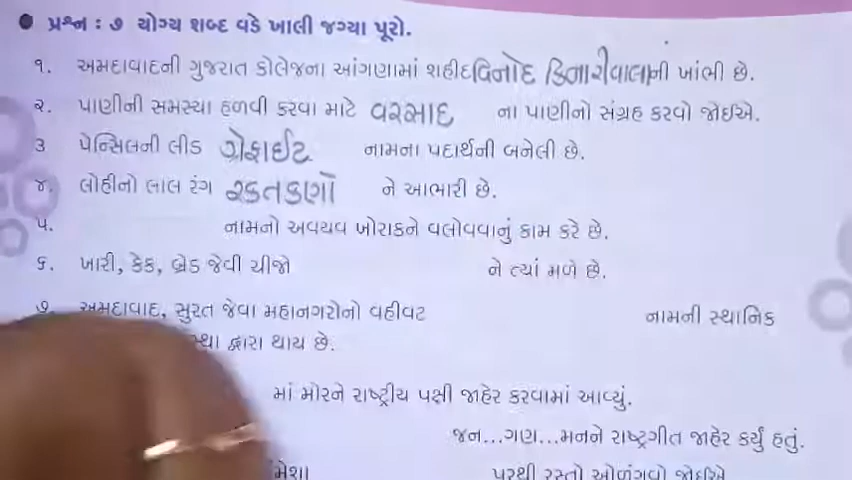 પ્રશ્ન : ૭ યોગ્ય શબ્દ વડે ખાલી જગ્યા પૂરો.
૧. અમદાવાદની ગુજરાત કોલેજના આંગણામાં શહીદ વિનોદ કિનારીવાલાની ખાંભી છે.
૨. પાણીની સમસ્યા હળવી કરવા માટે વરસાદ ના પાણીનો સંગ્રહ કરવો જોઈએ.
૩ પેન્સિલની લીડ ગ્રેફાઈટ નામના પદાર્થની બનેલી છે.
૪. લોહીનો લાલ રંગ રક્તકણો ને આભારી છે.
૫. નામનો અવયવ ખોરાકને વલોવવાનું કામ કરે છે.
૬. ખારી, કેક, બ્રેડ જેવી ચીજો ને ત્યાં મળે છે.
૭. અમદાવાદ, સુરત જેવા મહાનગરોનો વહીવટ નામની સ્થાનિક
દ્વારા થાય છે.
માં મોરને રાષ્ટ્રીય પક્ષી જાહેર કરવામાં આવ્યું.
જન...ગણ...મનને રાષ્ટ્રગીત જાહેર કર્યું હતું.
પરથી રસ્તો ઓળંગવો જોઈએ